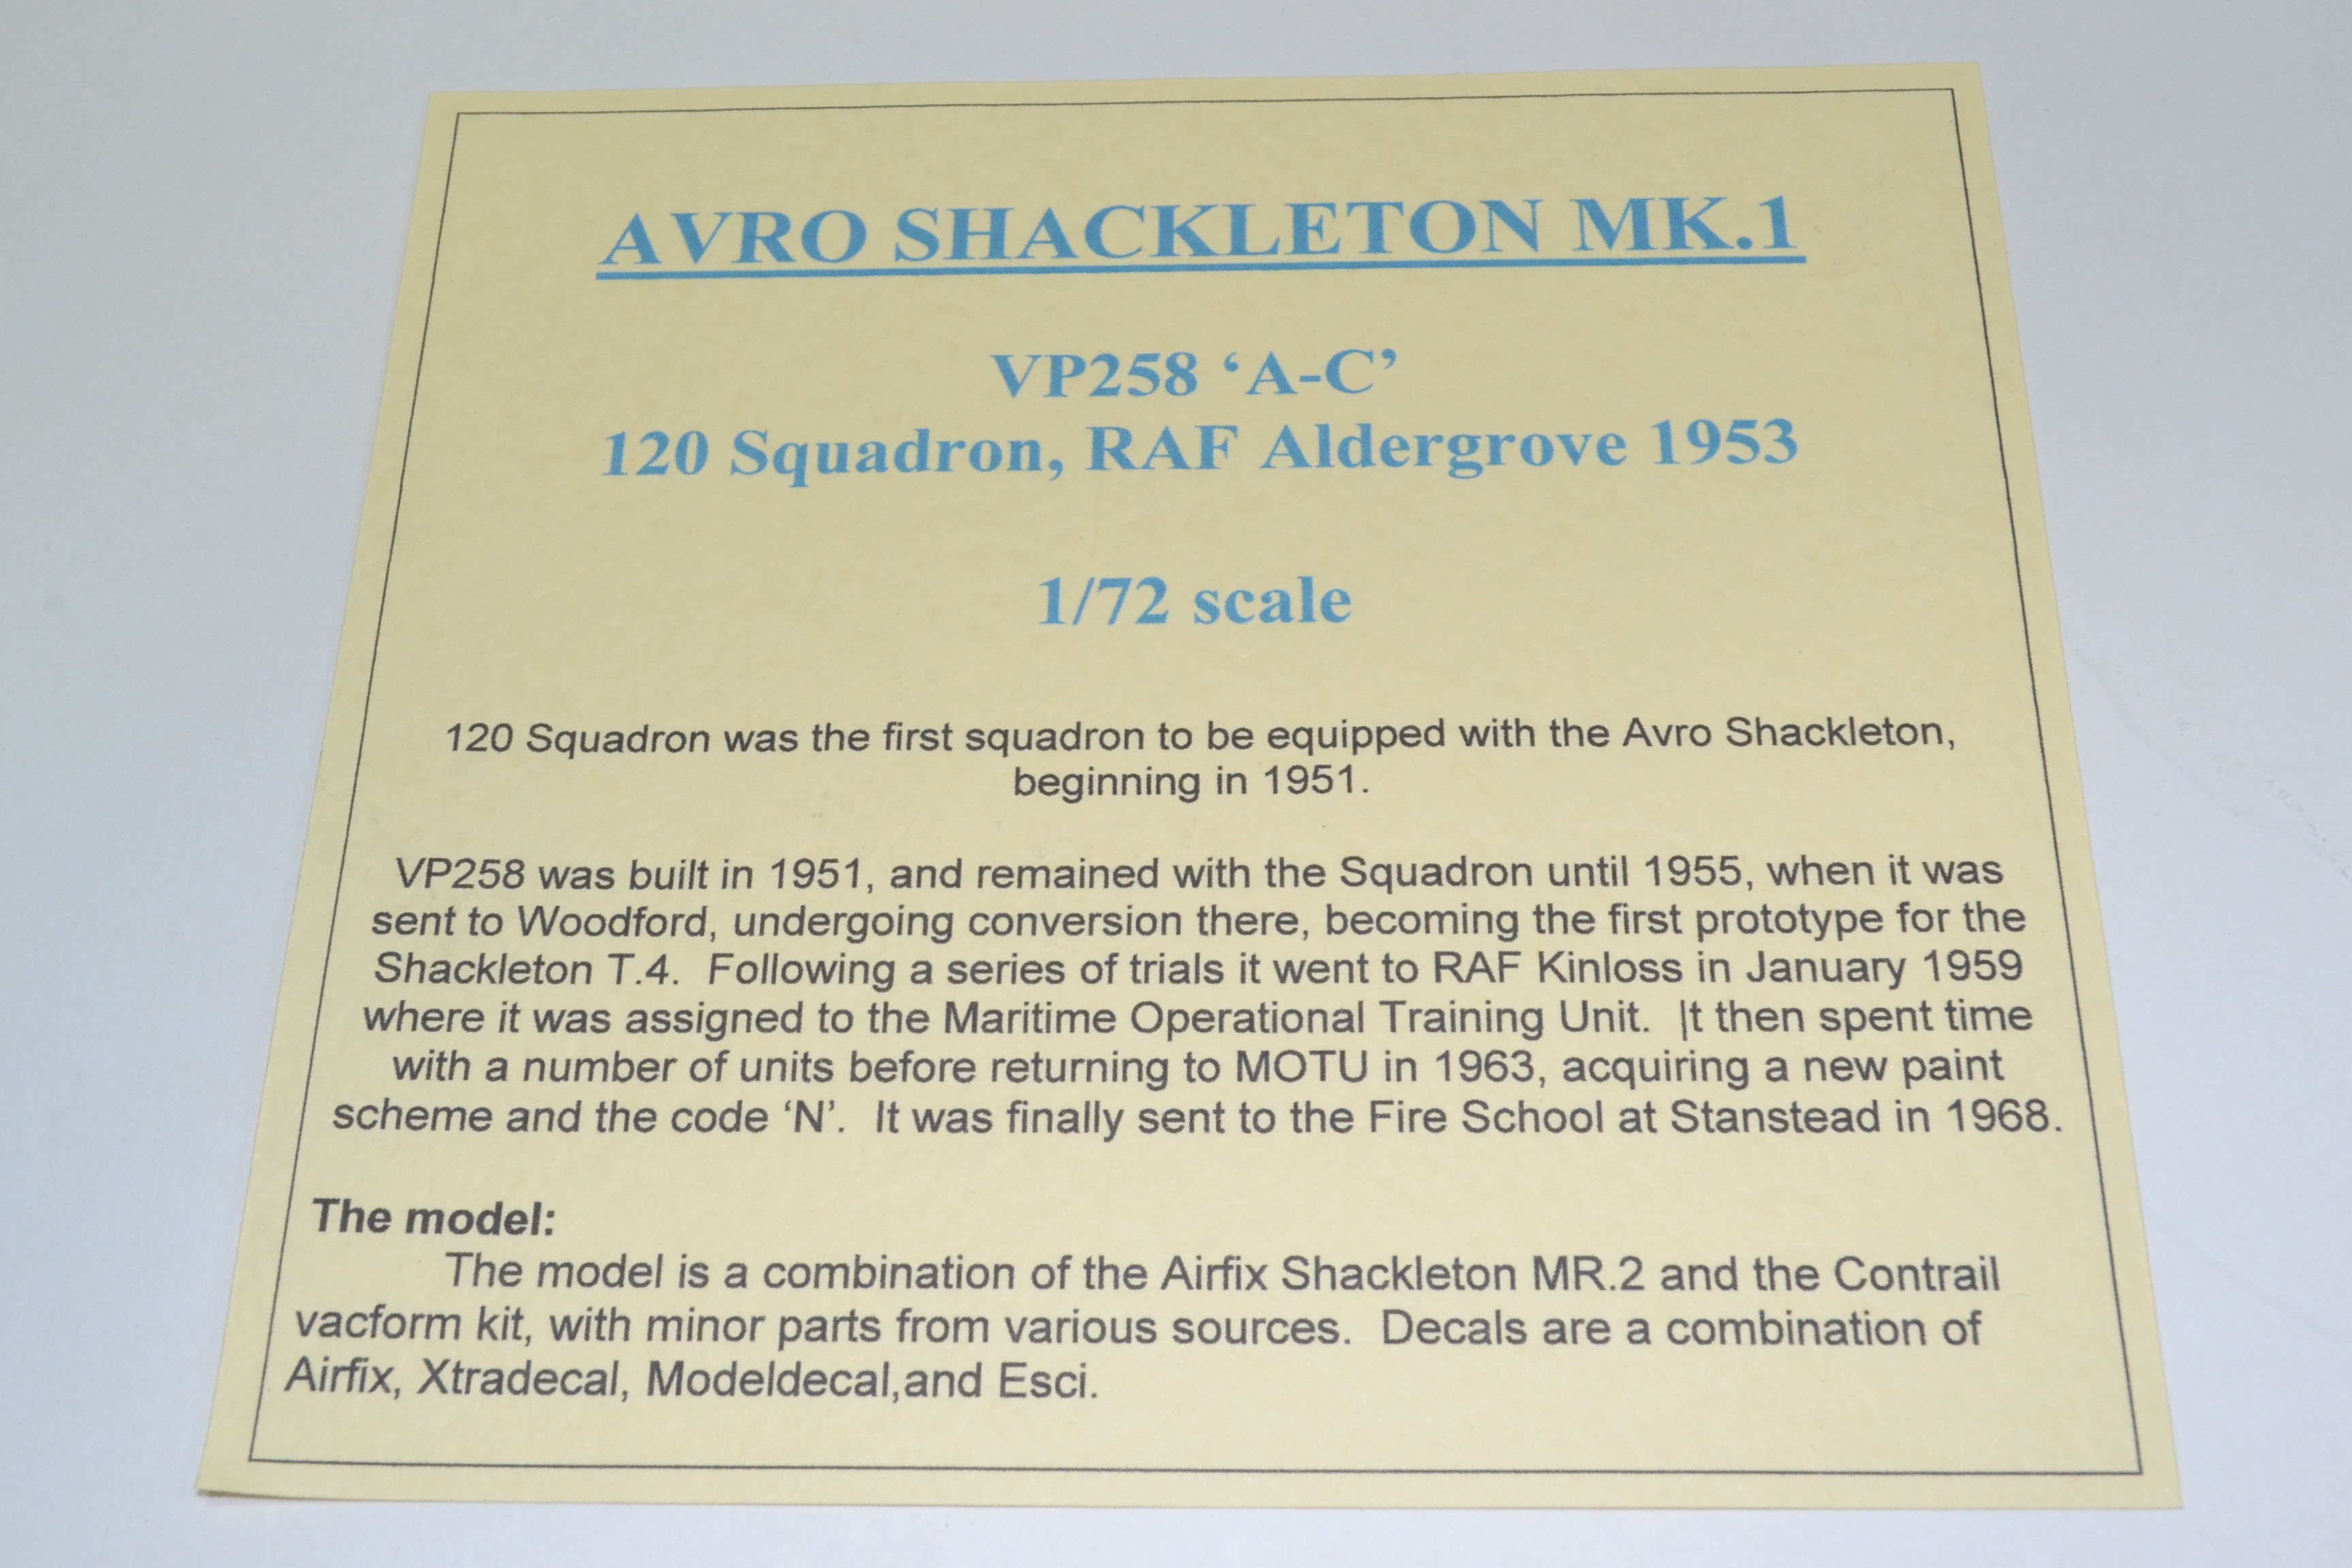 AVRO SHACKLETON MK.1
VP258 ‘A-C’
120 Squadron, RAF Aldergrove 1953
1/72 scale
120 Squadron was the first squadron to be equipped with the Avro Shackleton,
beginning in 1951.
VP258 was built in 1951, and remained with the Squadron until 1955, when it was
sent to Woodford, undergoing conversion there, becoming the first prototype for the
Shackleton T.4.  Following a series of trials it went to RAF Kinloss in January 1959
where it was assigned to the Maritime Operational Training Unit.  It then spent time
with a number of units before returning to MOTU in 1963, acquiring a new paint
scheme and the code ‘N’.  It was finally sent to the Fire School at Stanstead in 1968.
The model:
The model is a combination of the Airfix Shackleton MR.2 and the Contrail
vacform kit, with minor parts from various sources.  Decals are a combination of
Airfix, Xtradecal, Modeldecal,and Esci.